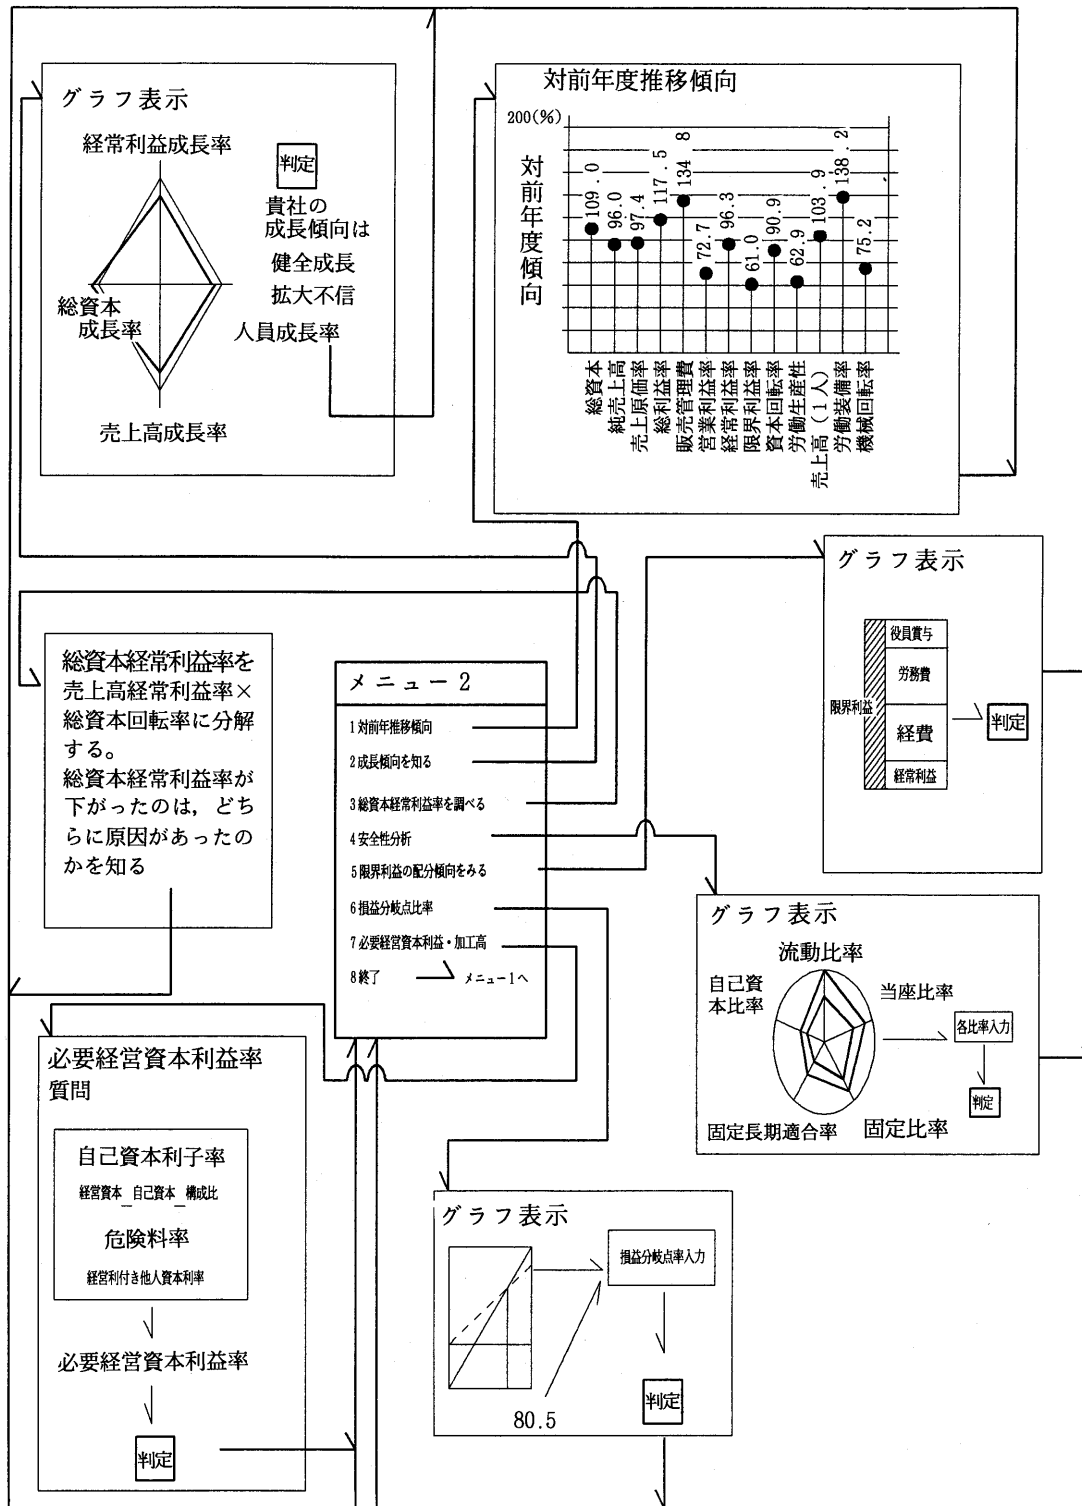 グラフ表示
経常利益成長率
判定
貴社の
成長傾向は
健全成長
拡大不信
総資本
成長率
人員成長率
売上高成長率
対前年度推移傾向
200(%)
対前年度傾向
109.0
96.0
97.4
117.5
134.8
72.7
96.3
61.0
90.9
62.9
103.9
138.2
75.2
総資本
純売上高
売上原価率
総利益率
販売管理費
営業利益率
経常利益率
限界利益率
資本回転率
労働生産性
売上高(1人)
労働装備率
機械回転率
総資本経常利益率を
売上高経常利益率×
総資本回転率に分解
する。
総資本経常利益率が
下がったのは,どち
らに原因があったの
かを知る
メニュー2
1対前年推移傾向
2成長傾向を知る
3総資本経常利益率を調べる
4安全性分析
5限界利益の配分傾向をみる
6損益分岐点比率
7必要経営資本利益・加工高
8終了
メニュー1へ
グラフ表示
役員賞与
労務費
限界利益
経費
経常利益
判定
グラフ表示
流動比率
自己資
本比率
当座比率
各比率入力
判定
固定長期適合率
固定比率
必要経営資本利益率
質問
自己資本利子率
経営資本_自己資本_構成比
危険料率
経営利付き他人資本利率
必要経営資本利益率
判定
グラフ表示
損益分岐点率入力
80.5
判定